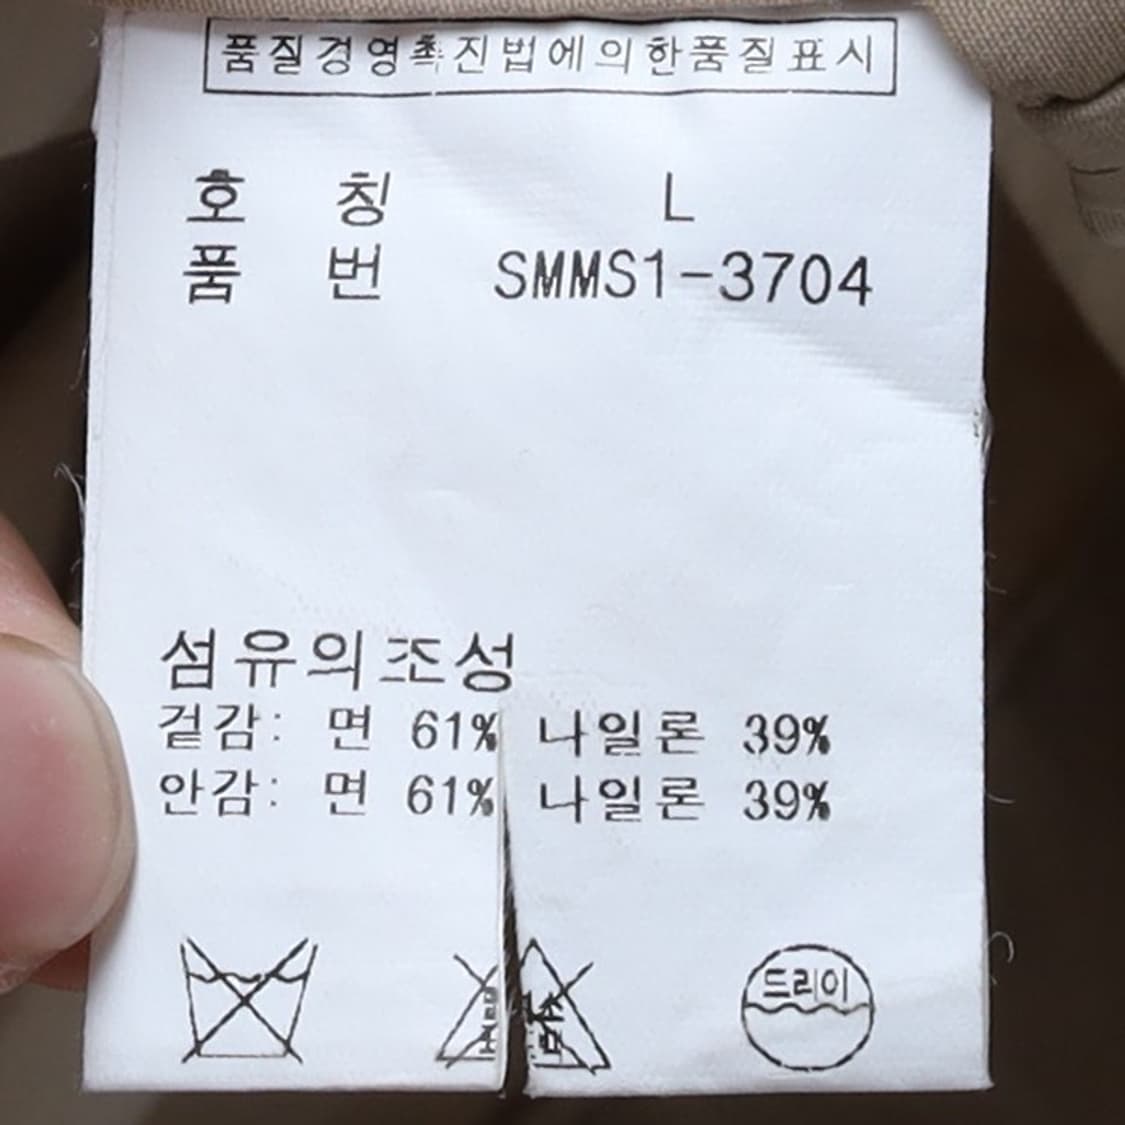 품질경영촉진법에의한품질표시
호 칭 L
품 번 SMMS1-3704
섬유의조성
겉감: 면 61% 나일론 39%
안감: 면 61% 나일론 39%
드리이